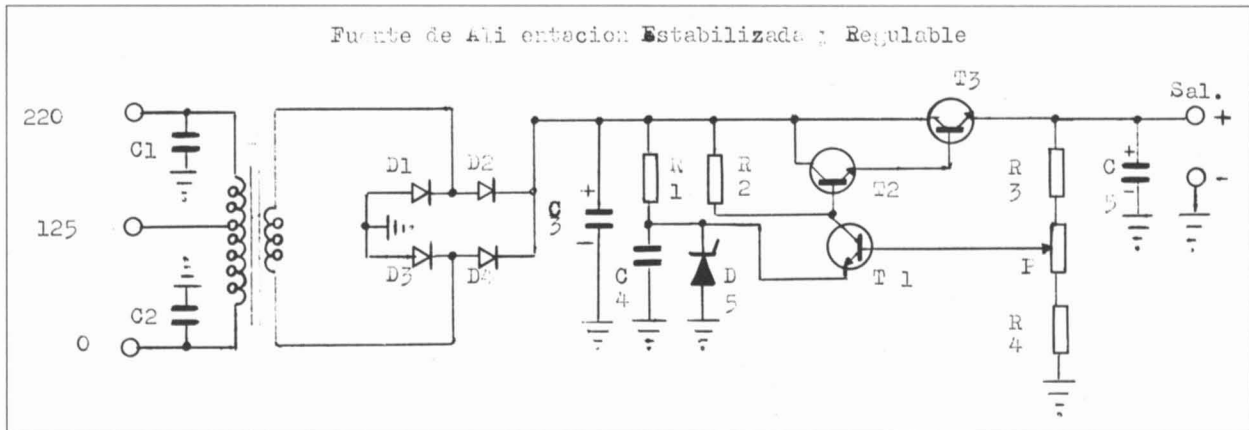 Fuente de Alimentacion Estabilizada y Regulable
T3
Sal.
220
+
C1
D1
D2
R
1
R
2
T2
R
3
+
C
5
-
-
125
+
C
3
-
D3
D4
C
4
D
5
T 1
P
C2
0
R
4